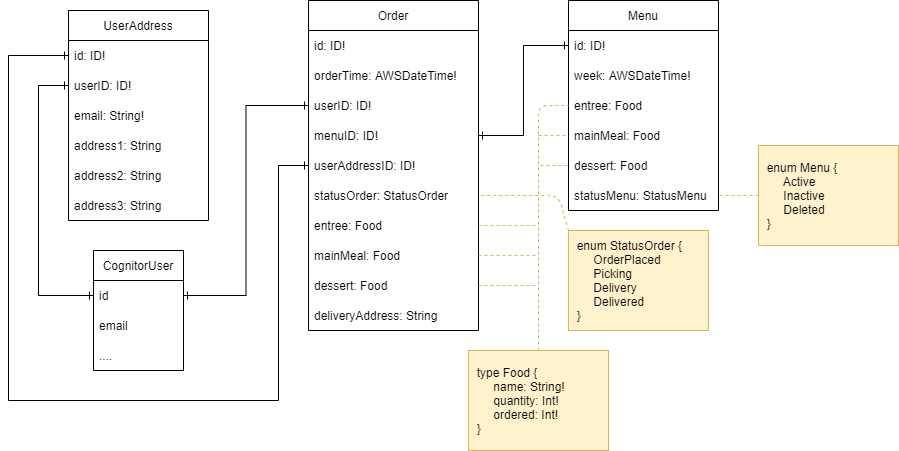 UserAddress
id: ID!
userID: ID!
email: String!
address1: String
address2: String
address3: String
CognitorUser
id
email
....
Order
id: ID!
orderTime: AWSDateTime!
userID: ID!
menuID: ID!
userAddressID: ID!
statusOrder: StatusOrder
entree: Food
mainMeal: Food
dessert: Food
deliveryAddress: String
Menu
id: ID!
week: AWSDateTime!
entree: Food
mainMeal: Food
dessert: Food
statusMenu: StatusMenu
enum Menu {
Active
Inactive
Deleted
}
enum StatusOrder {
OrderPlaced
Picking
Delivery
Delivered
}
type Food {
name: String!
quantity: Int!
ordered: Int!
}